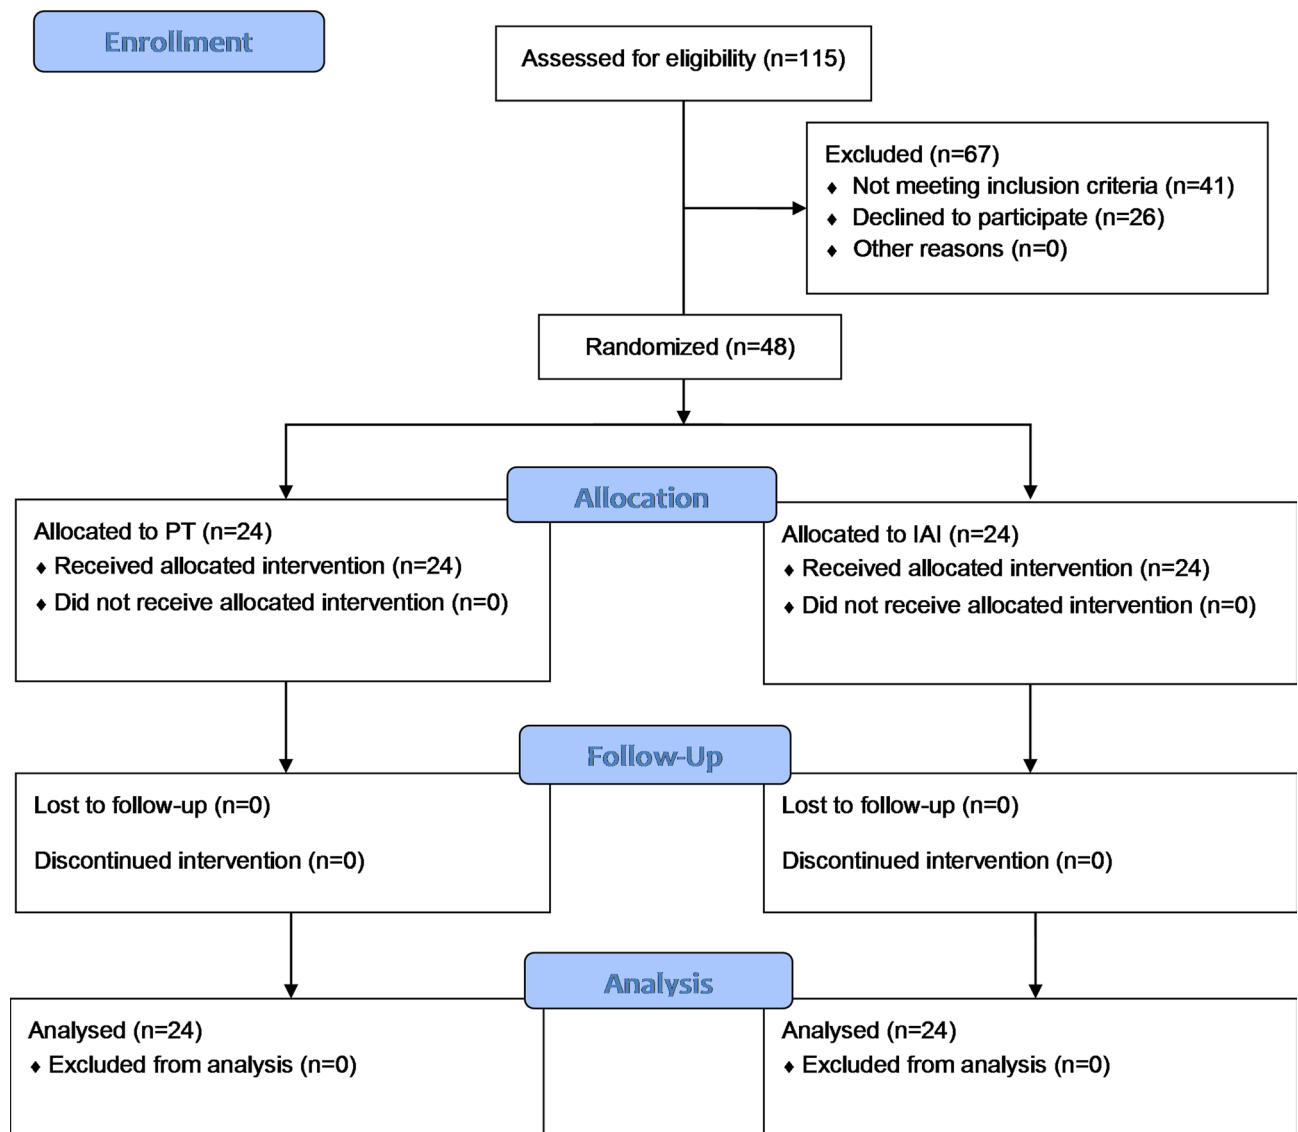 Enrollment
Assessed for eligibility (n=115)
Excluded (n=67)
♦ Not meeting inclusion criteria (n=41)
♦ Declined to participate (n=26)
♦ Other reasons (n=0)
Randomized (n=48)
Allocation
Allocated to PT (n=24)
♦ Received allocated intervention (n=24)
♦ Did not receive allocated intervention (n=0)
Allocated to IAI (n=24)
♦ Received allocated intervention (n=24)
♦ Did not receive allocated intervention (n=0)
Follow-Up
Lost to follow-up (n=0)
Discontinued intervention (n=0)
Lost to follow-up (n=0)
Discontinued intervention (n=0)
Analysis
Analysed (n=24)
♦ Excluded from analysis (n=0)
Analysed (n=24)
♦ Excluded from analysis (n=0)